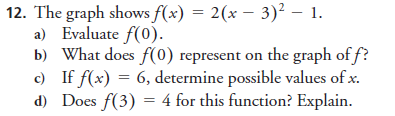 12. The graph shows f(x) = 2(x − 3)² − 1.
a) Evaluate f(0).
b) What does f(0) represent on the graph of f?
c) If f(x) = 6, determine possible values of x.
d) Does f(3) = 4 for this function? Explain.